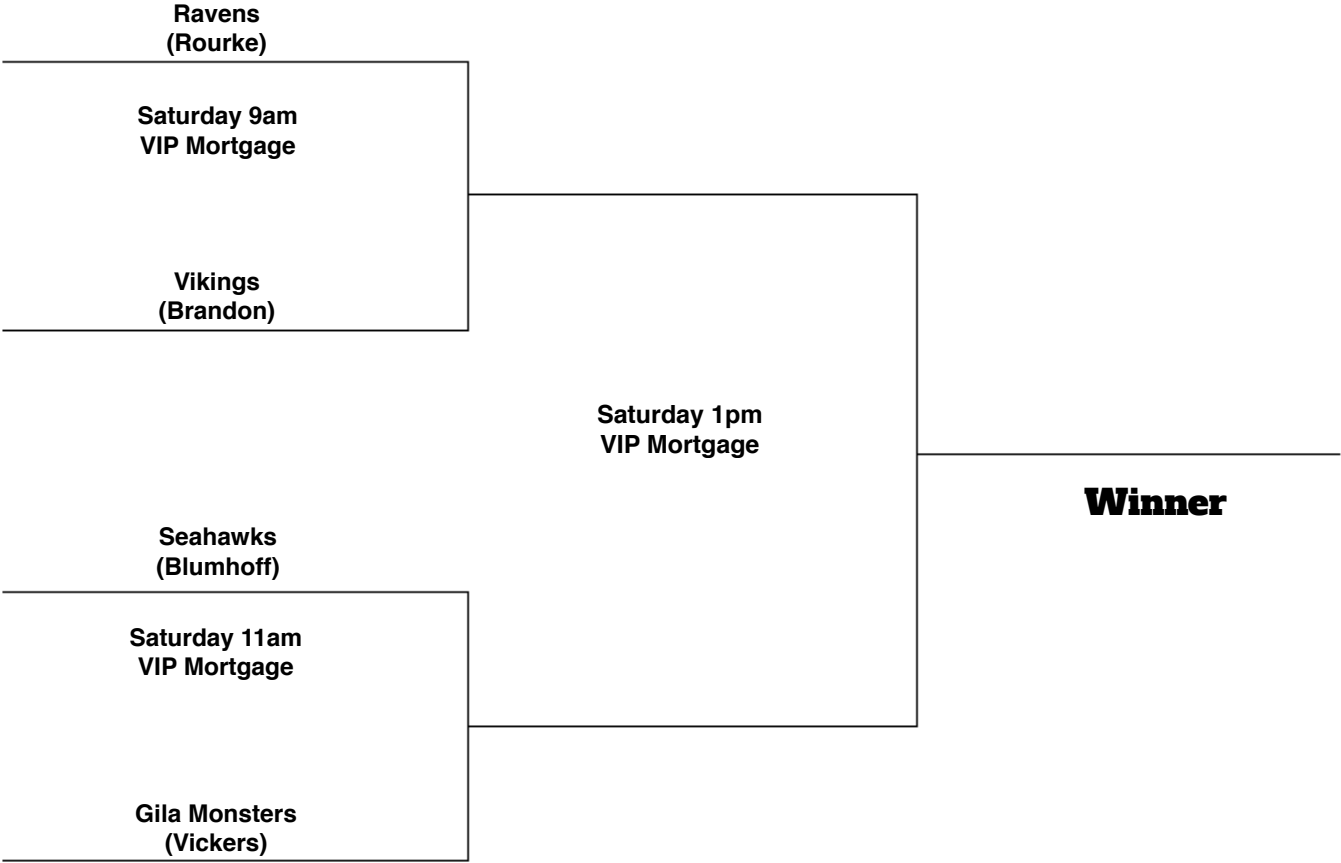 Ravens
(Rourke)
Saturday 9am
VIP Mortgage
Vikings
(Brandon)
Saturday 1pm
VIP Mortgage
Winner
Seahawks
(Blumhoff)
Saturday 11am
VIP Mortgage
Gila Monsters
(Vickers)